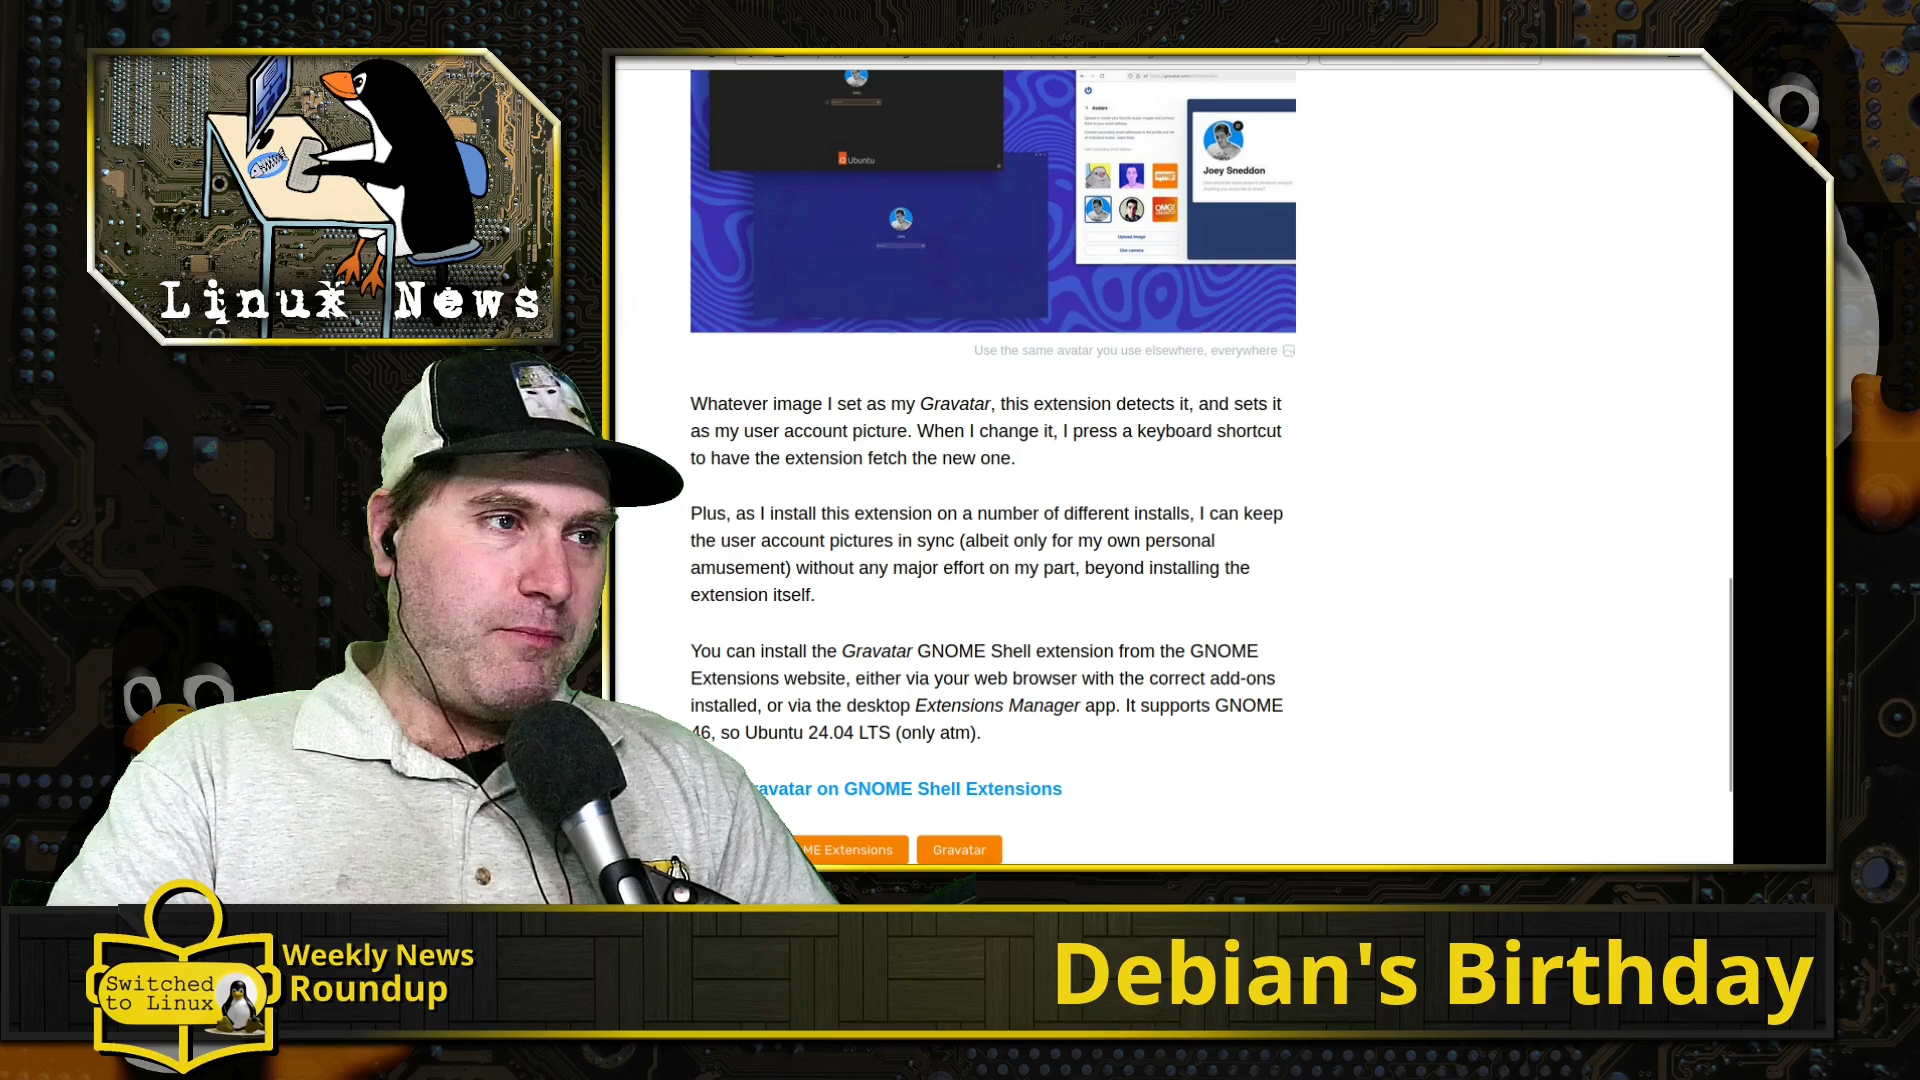 Linux News
Ubuntu
Avatars
Joey Sneddon
Upload image
Use camera
OMG!
Use the same avatar you use elsewhere, everywhere
Whatever image I set as my Gravatar, this extension detects it, and sets it
as my user account picture. When I change it, I press a keyboard shortcut
to have the extension fetch the new one.
Plus, as I install this extension on a number of different installs, I can keep
the user account pictures in sync (albeit only for my own personal
amusement) without any major effort on my part, beyond installing the
extension itself.
You can install the Gravatar GNOME Shell extension from the GNOME
Extensions website, either via your web browser with the correct add-ons
installed, or via the desktop Extensions Manager app. It supports GNOME
46, so Ubuntu 24.04 LTS (only atm).
avatar on GNOME Shell Extensions
ME Extensions
Gravatar
Switched
to Linux
Weekly News
Roundup
Debian's Birthday